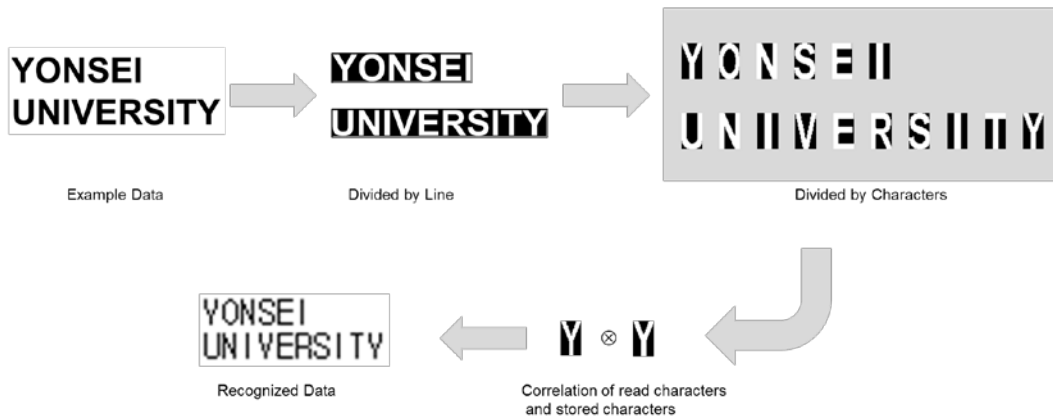 YONSEI
UNIVERSITY
Example Data
YONSEI
UNIVERSITY
Divided by Line
Y O N S E I
U N I V E R S I T Y
Divided by Characters
YONSEI
UNIVERSITY
Recognized Data
Y ⊗ Y
Correlation of read characters
and stored characters